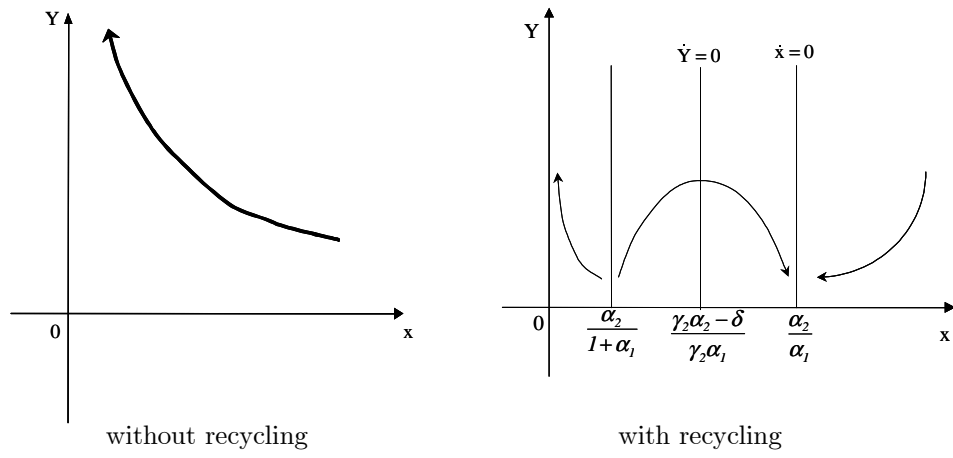 Y
0
x
without recycling
Y
Ẏ = 0
ẋ = 0
0
α₂
1 + α₁
γ₂α₂ − δ
γ₂α₁
α₂
α₁
x
with recycling